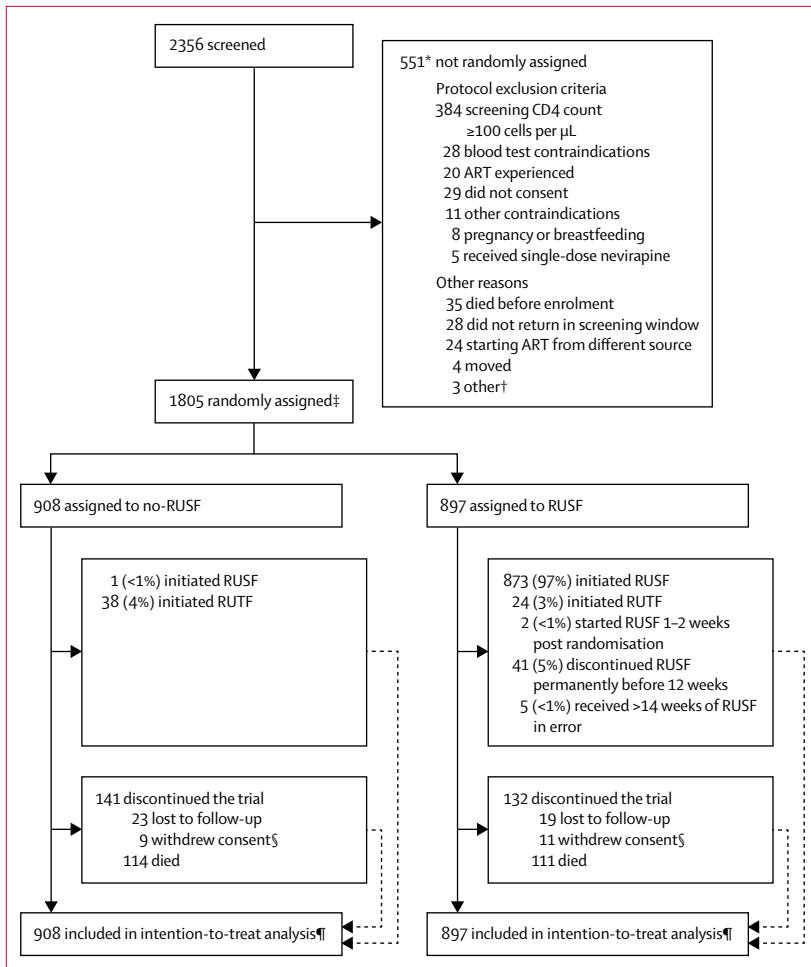 2356 screened
551* not randomly assigned
Protocol exclusion criteria
384 screening CD4 count
≥100 cells per µL
28 blood test contraindications
20 ART experienced
29 did not consent
11 other contraindications
8 pregnancy or breastfeeding
5 received single-dose nevirapine
Other reasons
35 died before enrolment
28 did not return in screening window
24 starting ART from different source
4 moved
3 other†
1805 randomly assigned‡
908 assigned to no-RUSF
1 (<1%) initiated RUSF
38 (4%) initiated RUTF
141 discontinued the trial
23 lost to follow-up
9 withdrew consent§
114 died
908 included in intention-to-treat analysis¶
897 assigned to RUSF
873 (97%) initiated RUSF
24 (3%) initiated RUTF
2 (<1%) started RUSF 1–2 weeks
post randomisation
41 (5%) discontinued RUSF
permanently before 12 weeks
5 (<1%) received >14 weeks of RUSF
in error
132 discontinued the trial
19 lost to follow-up
11 withdrew consent§
111 died
897 included in intention-to-treat analysis¶